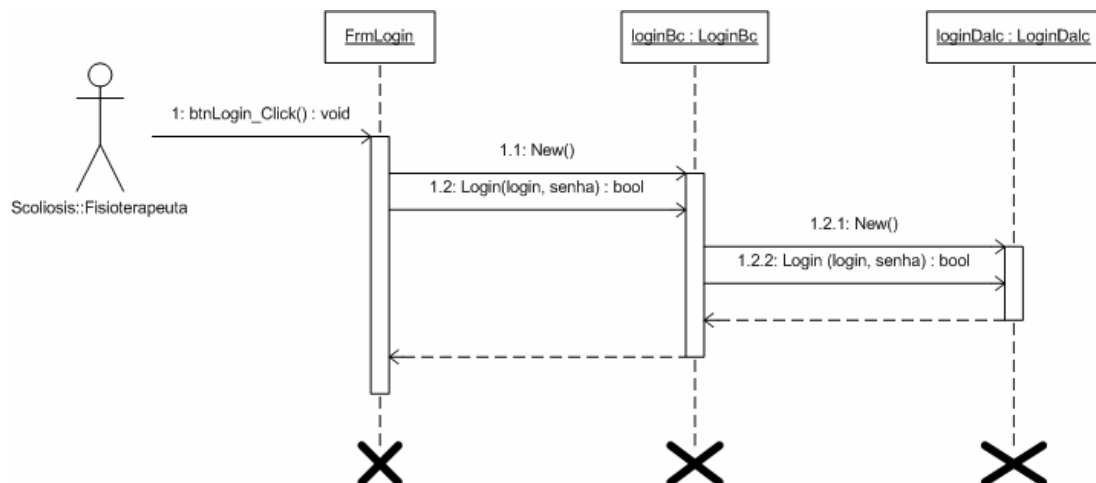 FrmLogin
loginBc : LoginBc
loginDalc : LoginDalc
1: btnLogin_Click() : void
1.1: New()
1.2: Login(login, senha) : bool
Scoliosis::Fisioterapeuta
1.2.1: New()
1.2.2: Login (login, senha) : bool